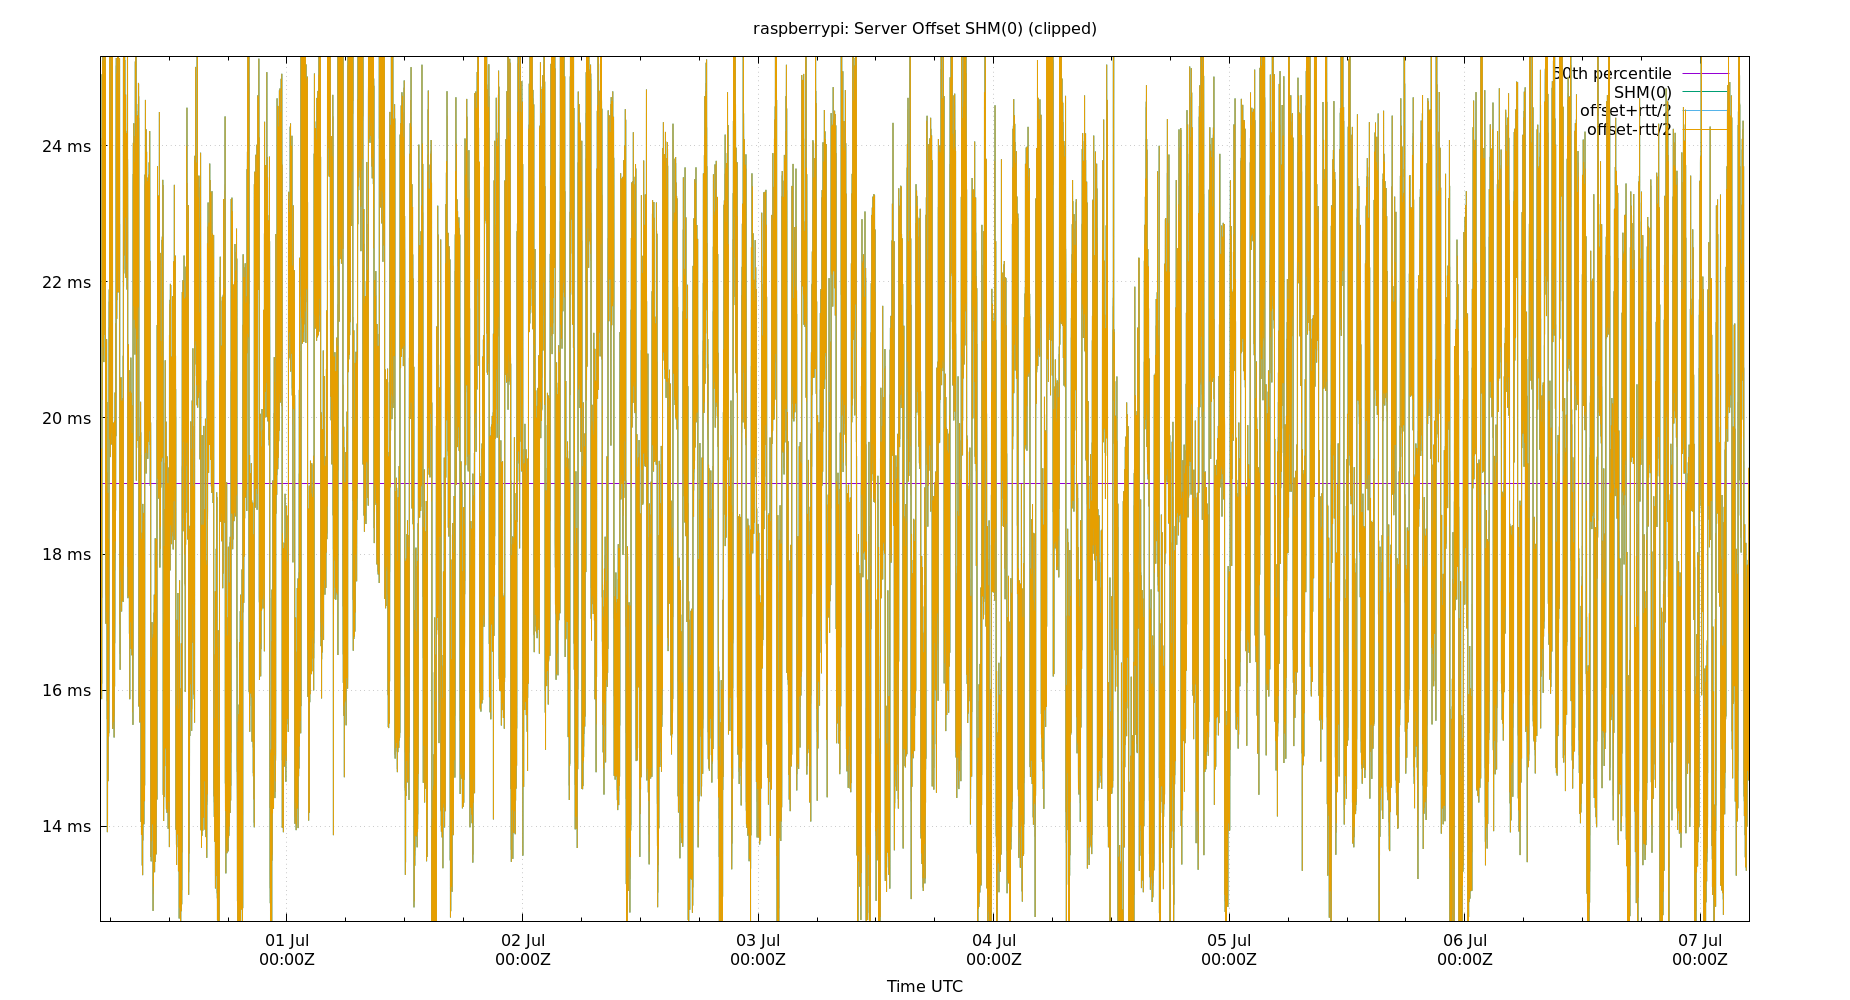 raspberrypi: Server Offset SHM(0) (clipped)
50th percentile
SHM(0)
offset+rtt/2
offset-rtt/2
24 ms
22 ms
20 ms
18 ms
16 ms
14 ms
01 Jul
00:00Z
02 Jul
00:00Z
03 Jul
00:00Z
04 Jul
00:00Z
05 Jul
00:00Z
06 Jul
00:00Z
07 Jul
00:00Z
Time UTC